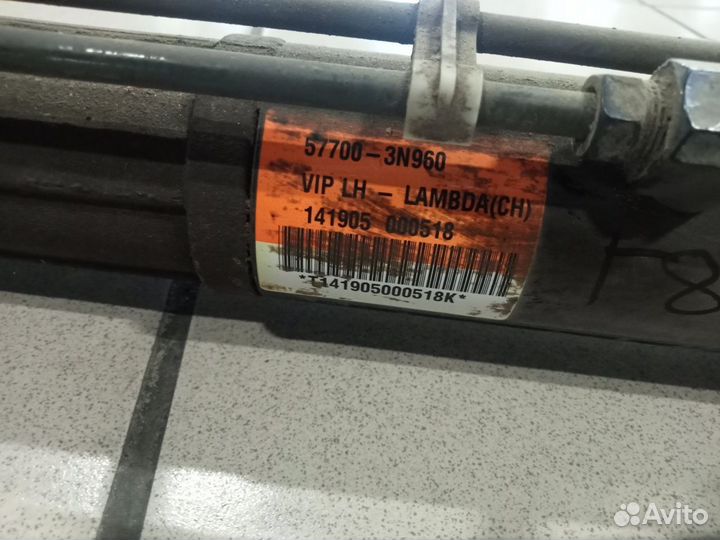 57700-3N960
VIP LH - LAMBDA(CH)
141905 000518
*T141905000518K*
Avito